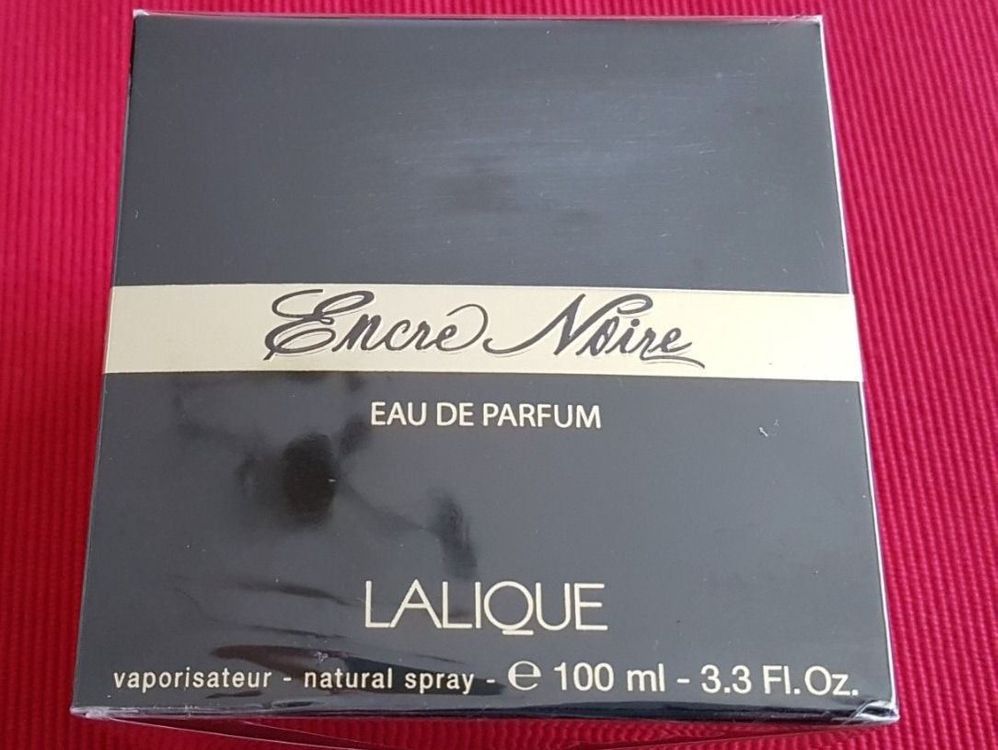 Encre Noire
EAU DE PARFUM
LALIQUE
vaporisateur - natural spray - ℮ 100 ml - 3.3 Fl.Oz.